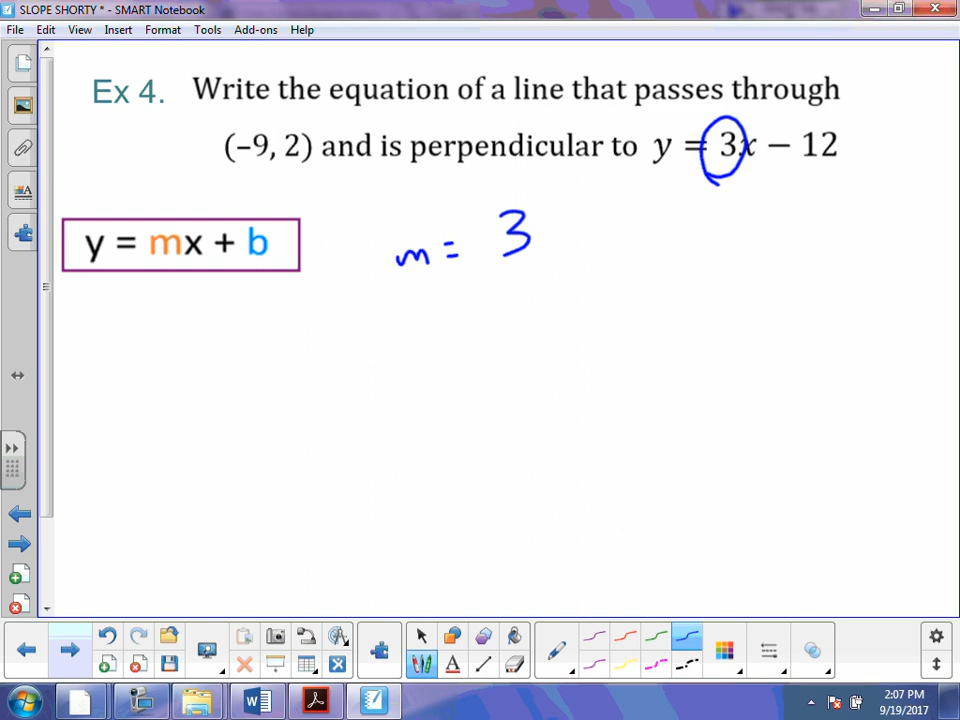 SLOPE SHORTY * - SMART Notebook
File Edit View Insert Format Tools Add-ons Help
Ex 4. Write the equation of a line that passes through
(–9, 2) and is perpendicular to y = 3x − 12
y = mx + b
m = 3
2:07 PM
9/19/2017